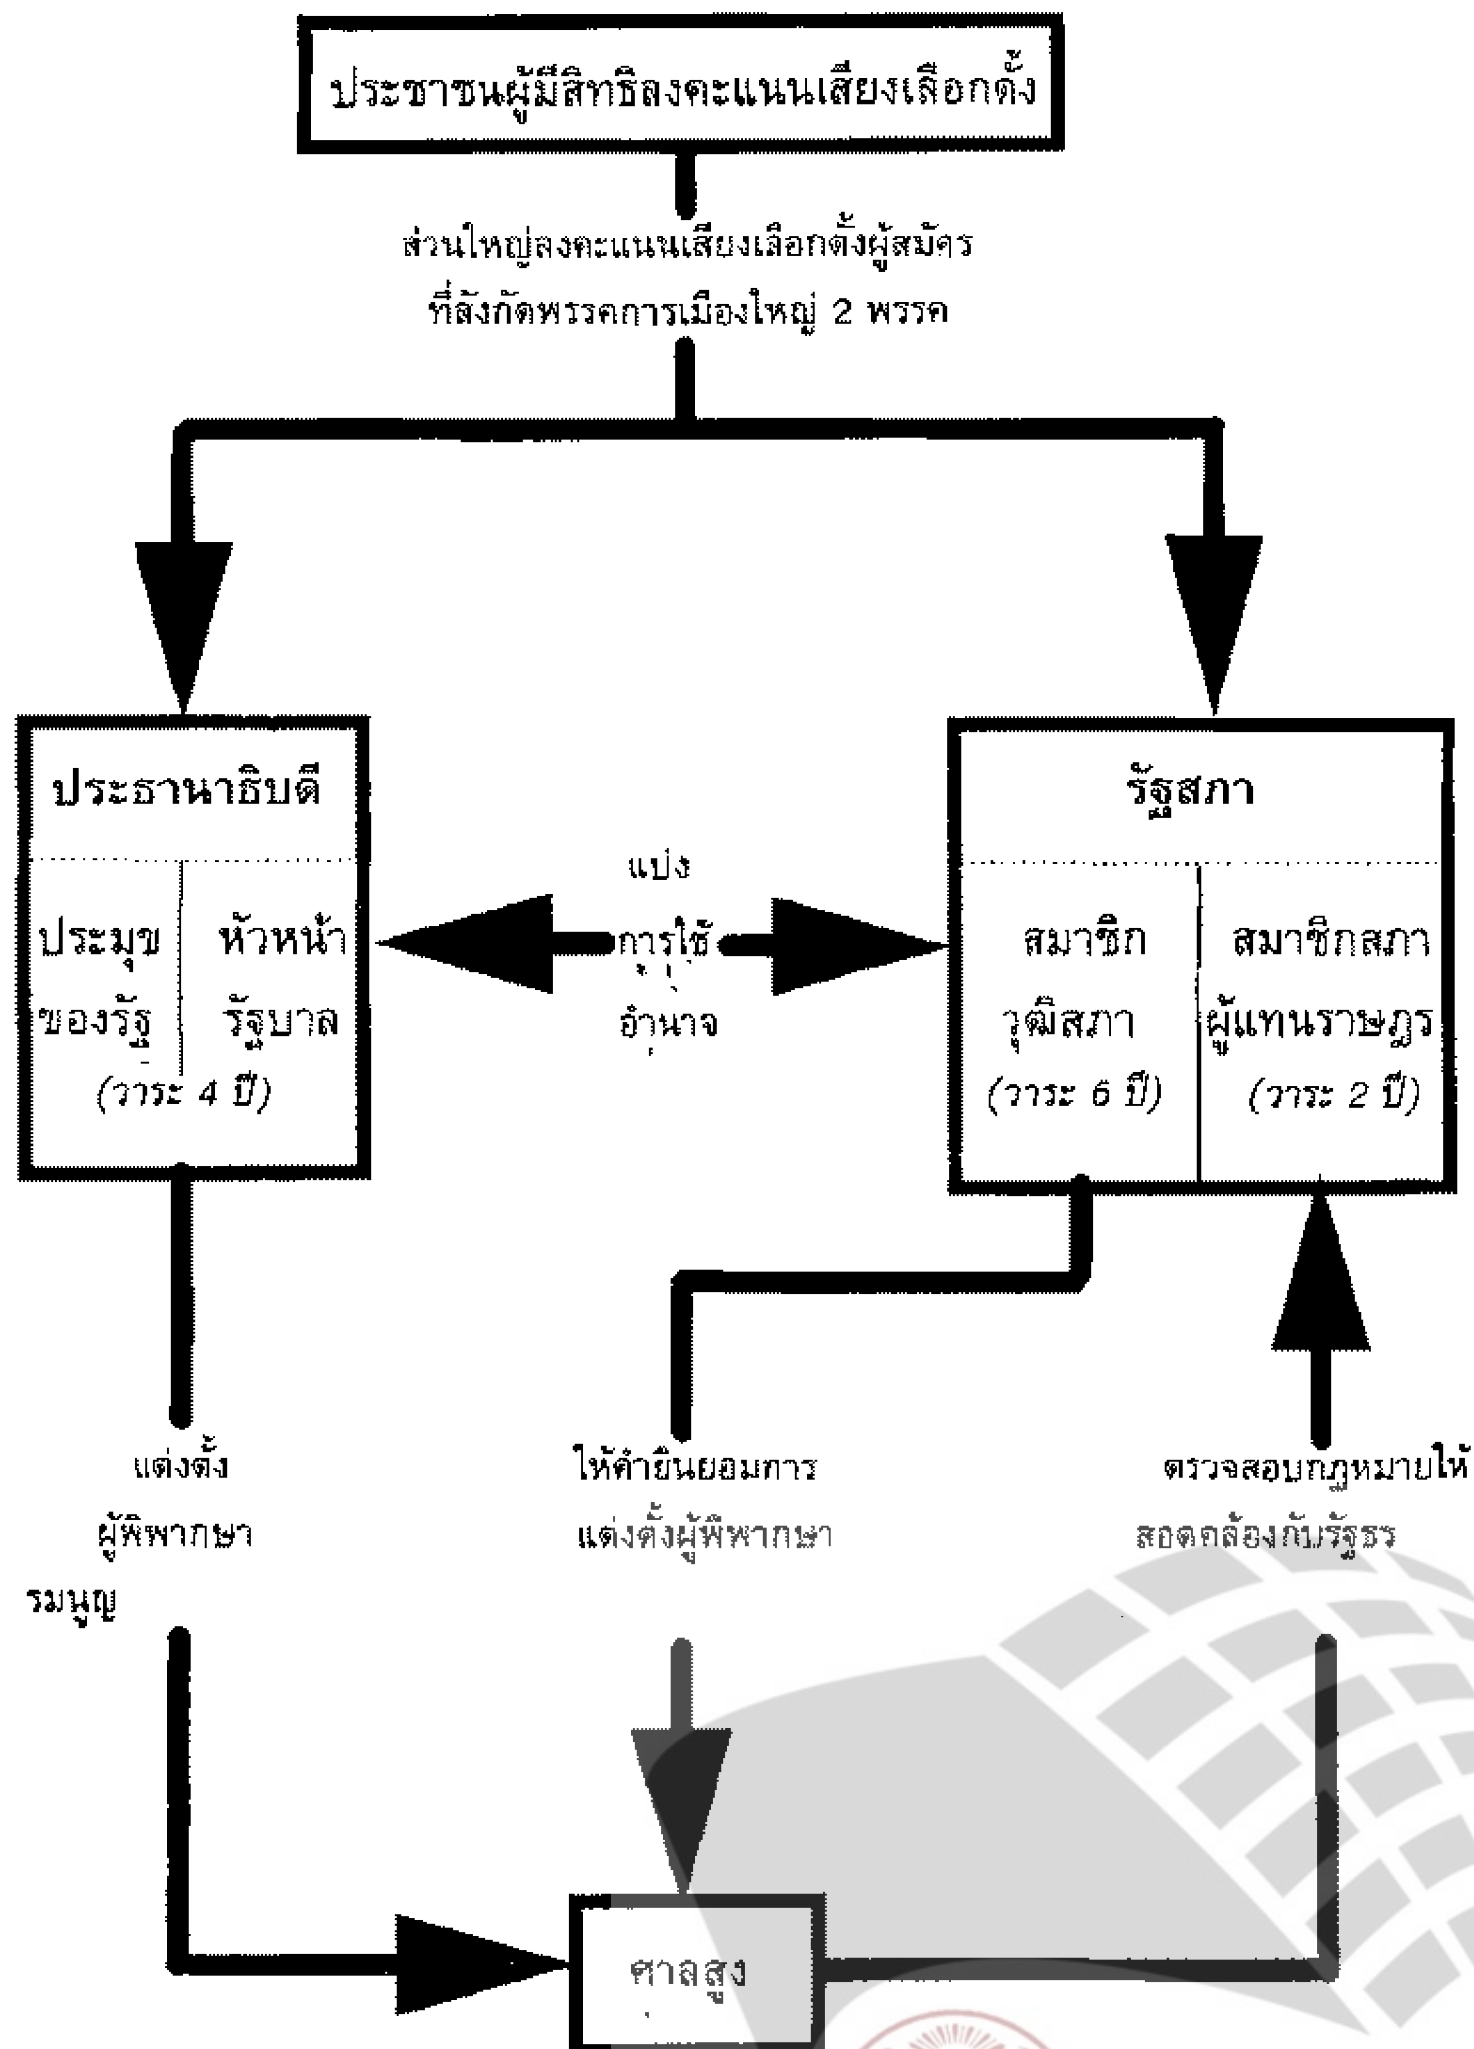 ประชาชนผู้มีสิทธิลงคะแนนเสียงเลือกตั้ง
ส่วนใหญ่ลงคะแนนเสียงเลือกตั้งผู้สมัคร
ที่สังกัดพรรคการเมืองใหญ่ 2 พรรค
ประธานาธิบดี
ประมุข
ของรัฐ
หัวหน้า
รัฐบาล
(วาระ 4 ปี)
แบ่ง
การใช้
อำนาจ
รัฐสภา
สมาชิก
วุฒิสภา
(วาระ 6 ปี)
สมาชิกสภา
ผู้แทนราษฎร
(วาระ 2 ปี)
แต่งตั้ง
ผู้พิพากษา
ให้คำยินยอมการ
แต่งตั้งผู้พิพากษา
ตรวจสอบกฎหมายให้
สอดคล้องกับรัฐธร
รมนูญ
ศาลสูง